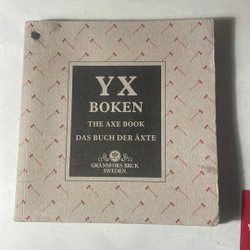 YX
BOKEN
THE AXE BOOK
DAS BUCH DER ÄXTE
GRÄNSFORS BRUK
SWEDEN